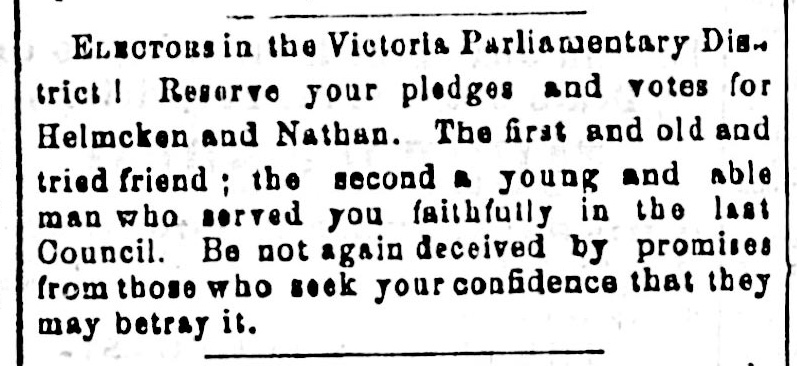 ELECTORS in the Victoria Parliamentary Dis-
trict! Reserve your pledges and votes for
Helmcken and Nathan. The first and old and
tried friend; the second a young and able
man who served you faithfully in the last
Council. Be not again deceived by promises
from those who seek your confidence that they
may betray it.